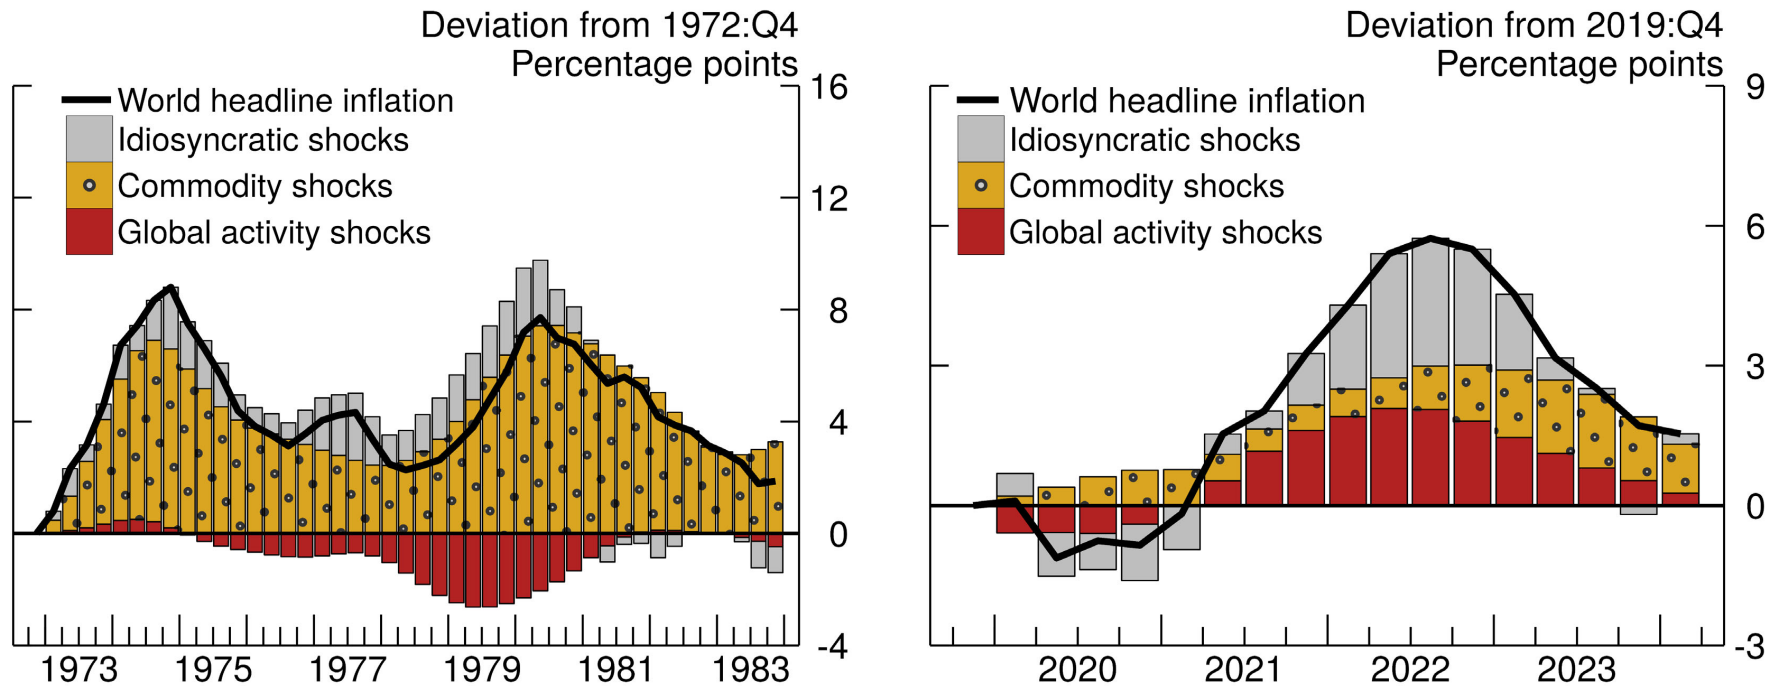 Deviation from 1972:Q4
Percentage points
World headline inflation
Idiosyncratic shocks
Commodity shocks
Global activity shocks
16
12
8
4
0
-4
1973 1975 1977 1979 1981 1983
Deviation from 2019:Q4
Percentage points
World headline inflation
Idiosyncratic shocks
Commodity shocks
Global activity shocks
9
6
3
0
-3
2020 2021 2022 2023